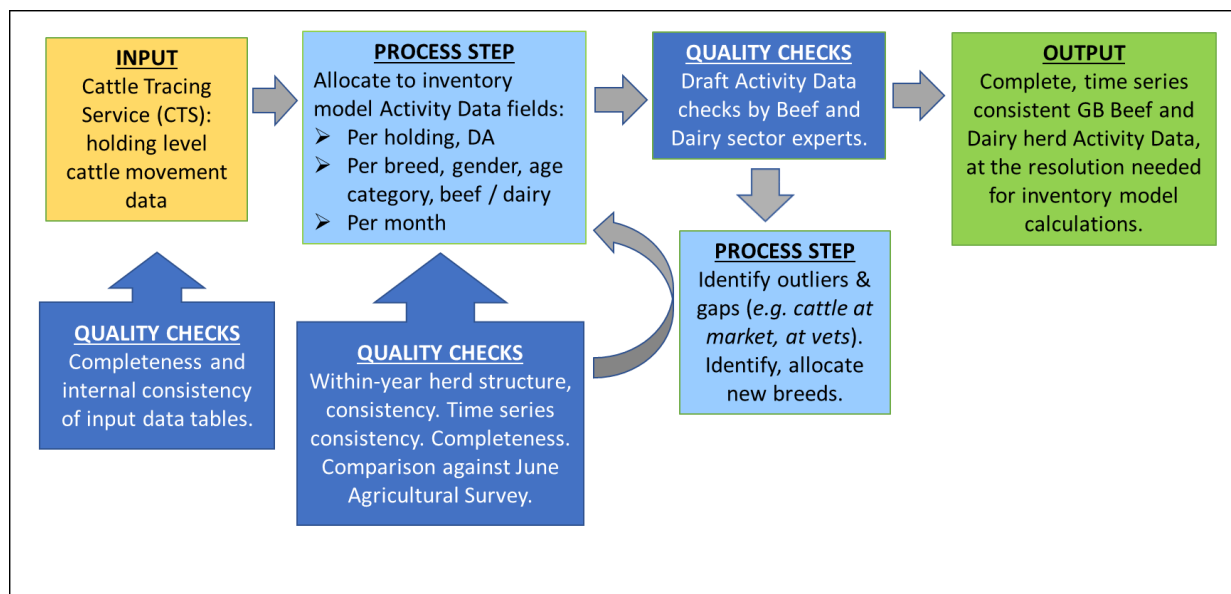 INPUT
Cattle Tracing
Service (CTS):
holding level
cattle movement
data
PROCESS STEP
Allocate to inventory
model Activity Data fields:
➢ Per holding, DA
➢ Per breed, gender, age
category, beef / dairy
➢ Per month
QUALITY CHECKS
Draft Activity Data
checks by Beef and
Dairy sector experts.
OUTPUT
Complete, time series
consistent GB Beef and
Dairy herd Activity Data,
at the resolution needed
for inventory model
calculations.
PROCESS STEP
Identify outliers &
gaps (e.g. cattle at
market, at vets).
Identify, allocate
new breeds.
QUALITY CHECKS
Completeness and
internal consistency
of input data tables.
QUALITY CHECKS
Within-year herd structure,
consistency. Time series
consistency. Completeness.
Comparison against June
Agricultural Survey.